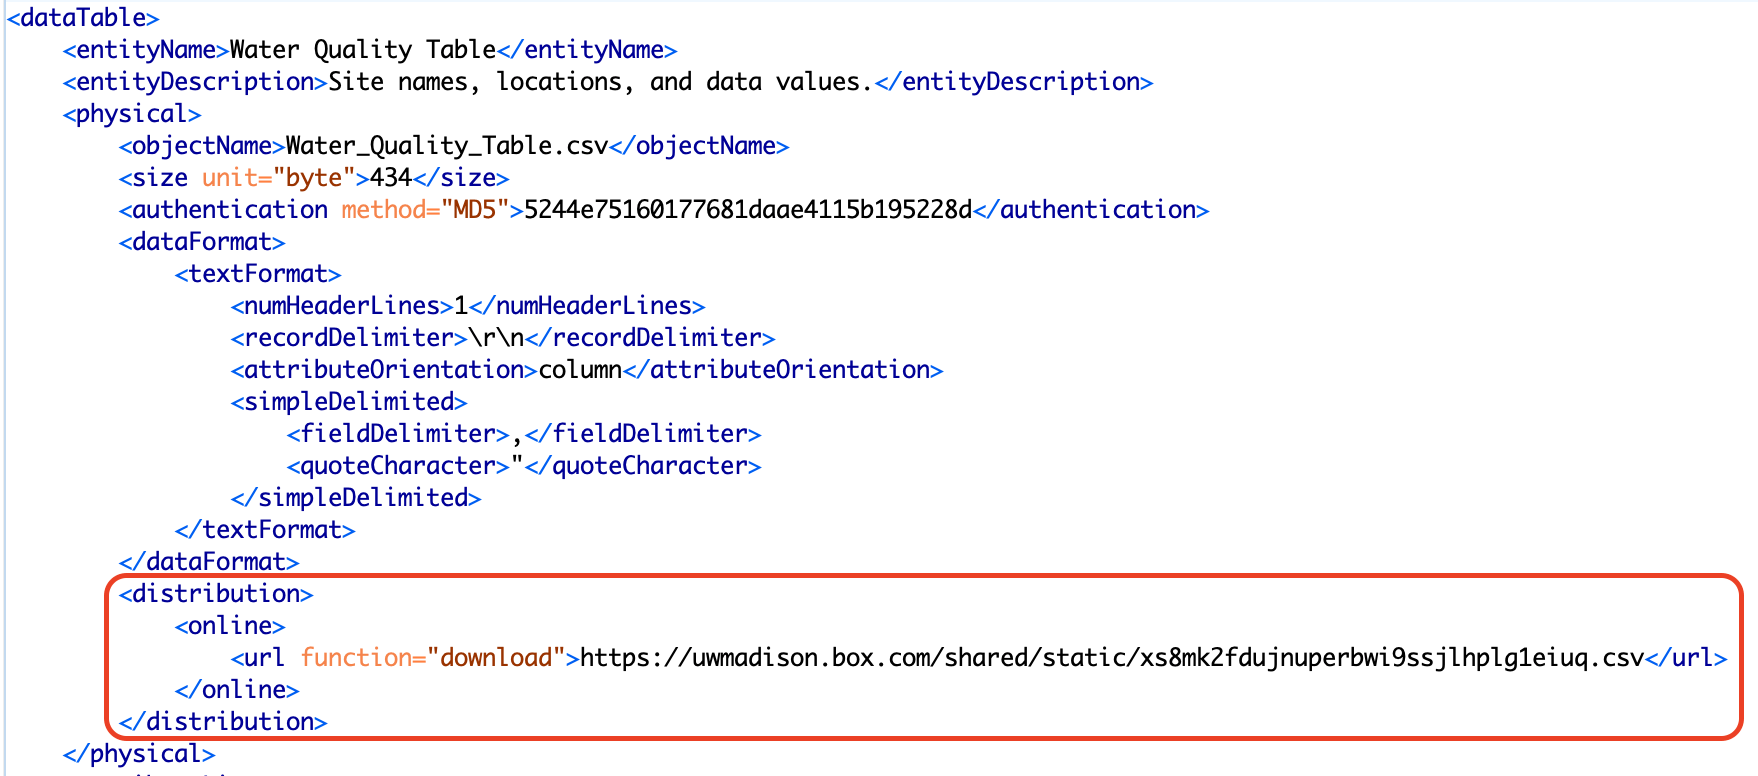 <dataTable>
<entityName>Water Quality Table</entityName>
<entityDescription>Site names, locations, and data values.</entityDescription>
<physical>
<objectName>Water_Quality_Table.csv</objectName>
<size unit="byte">434</size>
<authentication method="MD5">5244e75160177681daae4115b195228d</authentication>
<dataFormat>
<textFormat>
<numHeaderLines>1</numHeaderLines>
<recordDelimiter>\r\n</recordDelimiter>
<attributeOrientation>column</attributeOrientation>
<simpleDelimited>
<fieldDelimiter>,</fieldDelimiter>
<quoteCharacter>"</quoteCharacter>
</simpleDelimited>
</textFormat>
</dataFormat>
<distribution>
<online>
<url function="download">https://uwmadison.box.com/shared/static/xs8mk2fdujnuperbwi9ssjlhplg1eiuq.csv</url>
</online>
</distribution>
</physical>